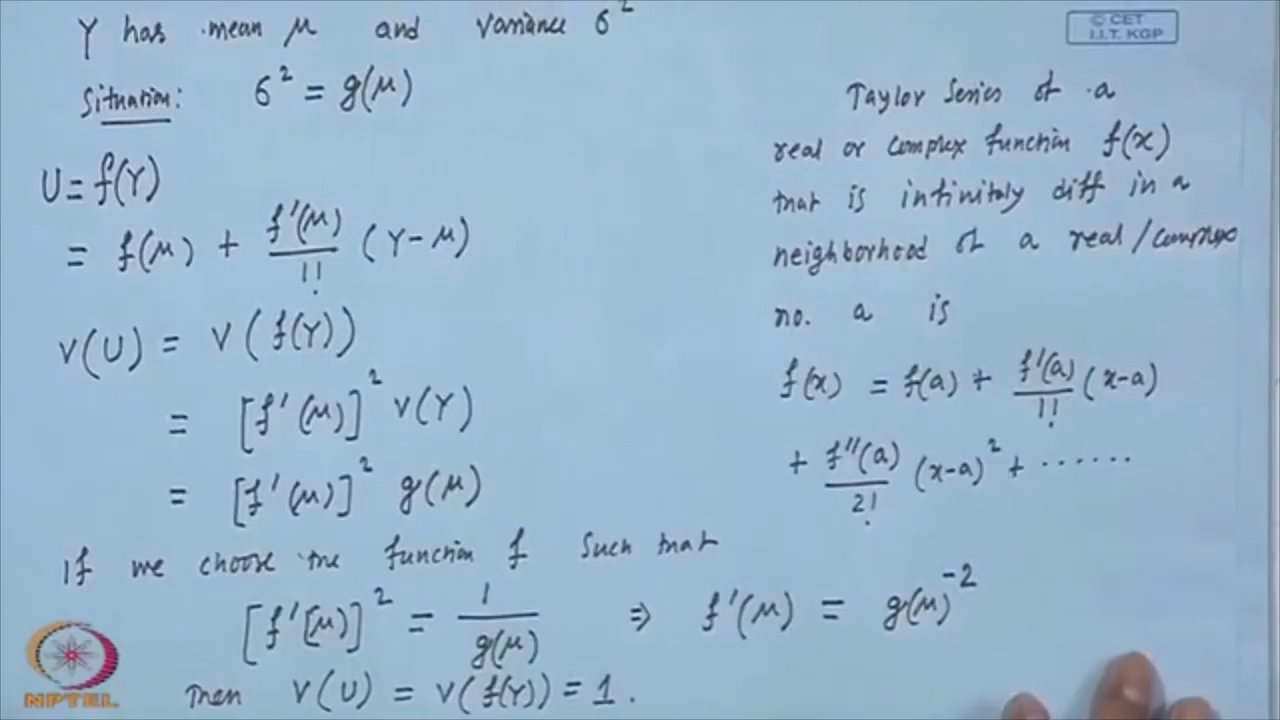 Y has mean μ and variance σ²
Situation: σ² = g(μ)
U = f(Y)
= f(μ) + f'(μ)/1! (Y-μ)
V(U) = V(f(Y))
= [f'(μ)]² V(Y)
= [f'(μ)]² g(μ)
If we choose the function f such that
[f'(μ)]² = 1/g(μ) ⇒ f'(μ) = g(μ)^-2
Then V(U) = V(f(Y)) = 1.
© CET
I.I.T. KGP
Taylor Series of a
real or complex function f(x)
that is infinitely diff in a
neighborhood of a real/complex
no. a is
f(x) = f(a) + f'(a)/1! (x-a)
+ f''(a)/2! (x-a)² + ......
NPTEL